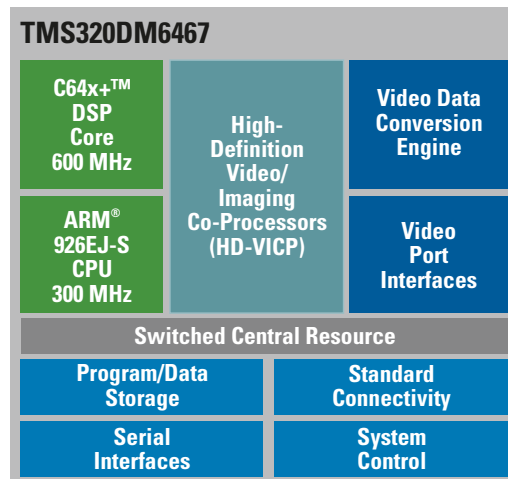 TMS320DM6467
C64x+™
DSP
Core
600 MHz
High-
Definition
Video/
Imaging
Co-Processors
(HD-VICP)
Video Data
Conversion
Engine
ARM®
926EJ-S
CPU
300 MHz
Video
Port
Interfaces
Switched Central Resource
Program/Data
Storage
Standard
Connectivity
Serial
Interfaces
System
Control